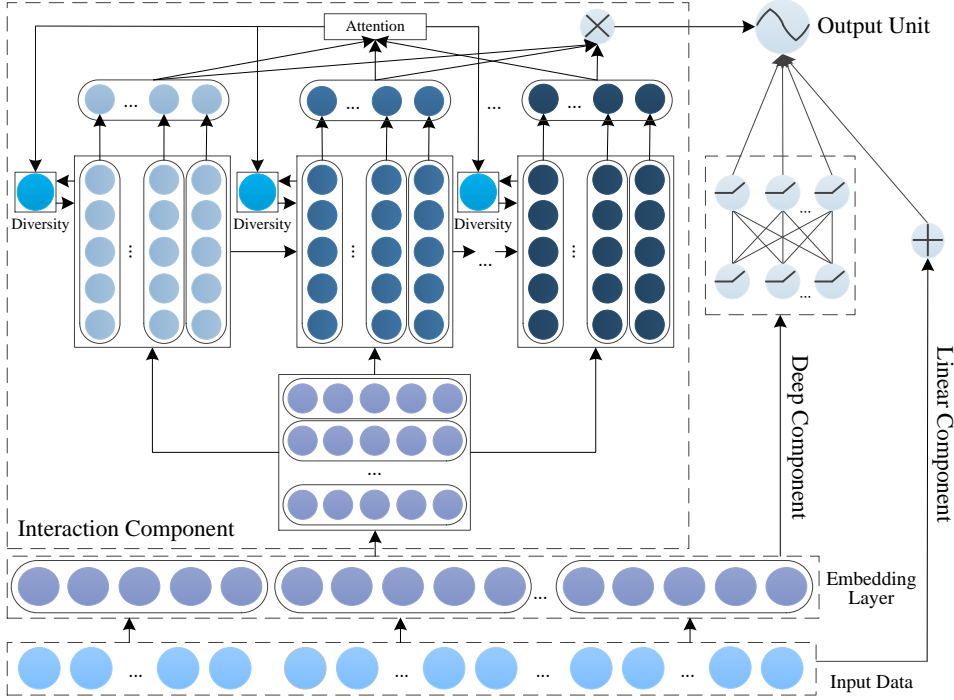 Attention
Output Unit
...
...
...
...
Diversity
Diversity
Diversity
...
...
...
...
...
...
...
Deep Component
Linear Component
Interaction Component
...
Embedding
Layer
...
...
...
...
Input Data